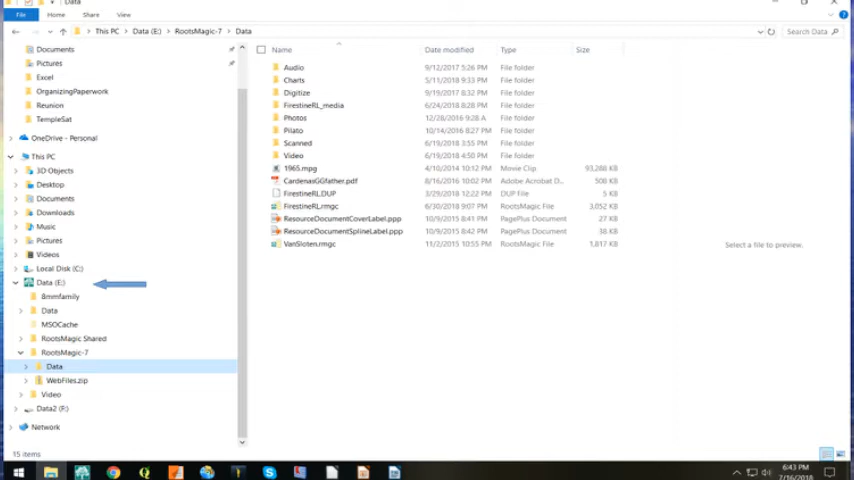 Data
File Home Share View
This PC Data (E:) RootsMagic-7 Data Search Data
Documents
Pictures
Excel
OrganizingPaperwork
Reunion
TempleSat
OneDrive - Personal
This PC
3D Objects
Desktop
Documents
Downloads
Music
Pictures
Videos
Local Disk (C:)
Data (E:)
8mmfamily
Data
MSOCache
RootsMagic Shared
RootsMagic-7
Data
WebFiles.zip
Video
Data2 (F:)
Network
Name Date modified Type Size
Audio 9/12/2017 5:26 PM File folder
Charts 5/11/2018 9:33 PM File folder
Digitize 9/19/2017 8:32 PM File folder
FirestineRL_media 6/24/2018 8:28 PM File folder
Photos 12/28/2016 9:28 A File folder
Pilato 10/14/2016 8:27 PM File folder
Scanned 6/19/2018 3:55 PM File folder
Video 6/19/2018 4:50 PM File folder
1965.mpg 4/10/2014 10:12 PM Movie Clip 93,288 KB
CardenasGGfather.pdf 8/16/2016 10:02 PM Adobe Acrobat D... 508 KB
FirestineRL.DUP 3/29/2018 12:22 PM DUP File 5 KB
FirestineRL.rmgc 6/30/2018 9:07 PM RootsMagic File 3,052 KB
ResourceDocumentCoverLabel.ppp 10/9/2015 8:41 PM PagePlus Document 27 KB
ResourceDocumentSplineLabel.ppp 10/9/2015 8:42 PM PagePlus Document 38 KB
VanSloten.rmgc 11/2/2015 10:55 PM RootsMagic File 1,817 KB
Select a file to preview.
15 items
6:43 PM
7/16/2018